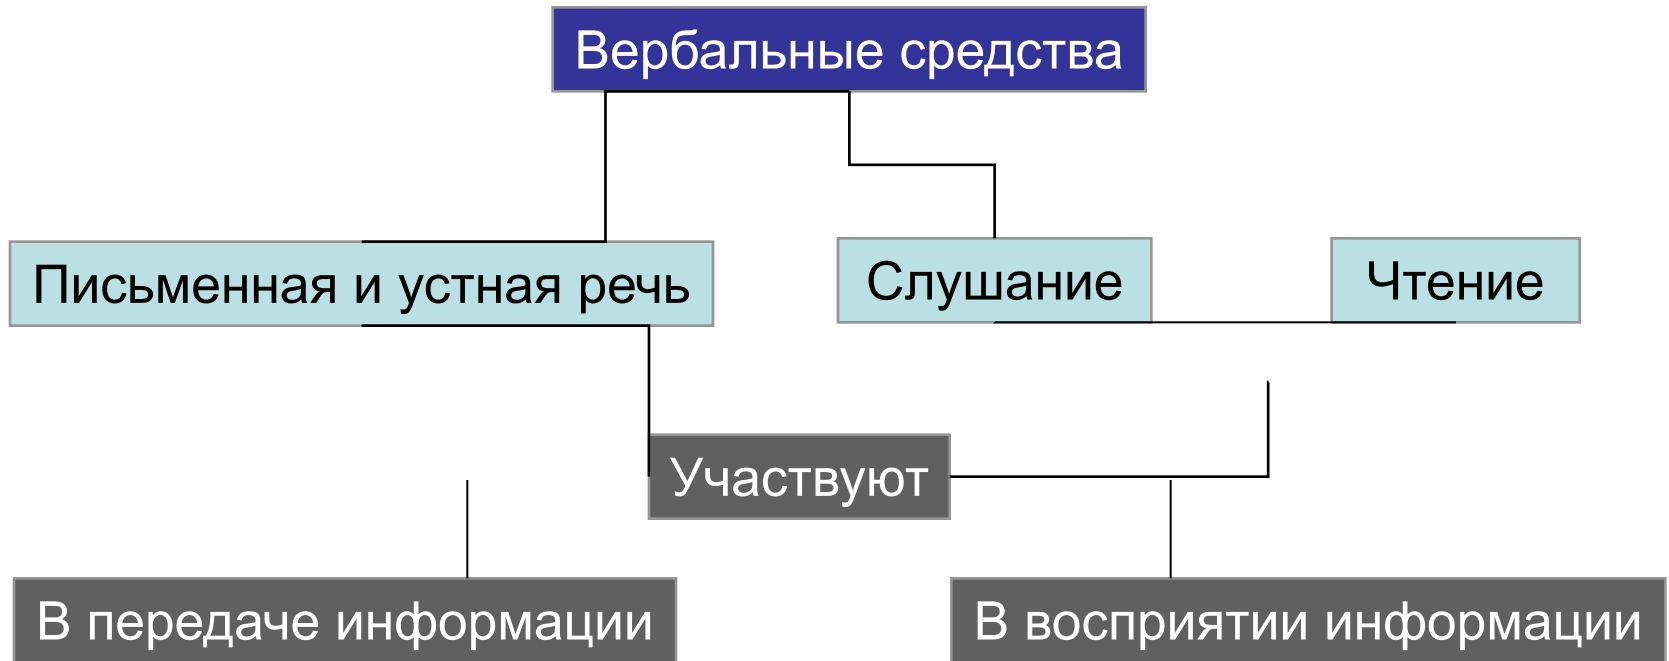 Вербальные средства
Письменная и устная речь
Слушание
Чтение
Участвуют
В передаче информации
В восприятии информации